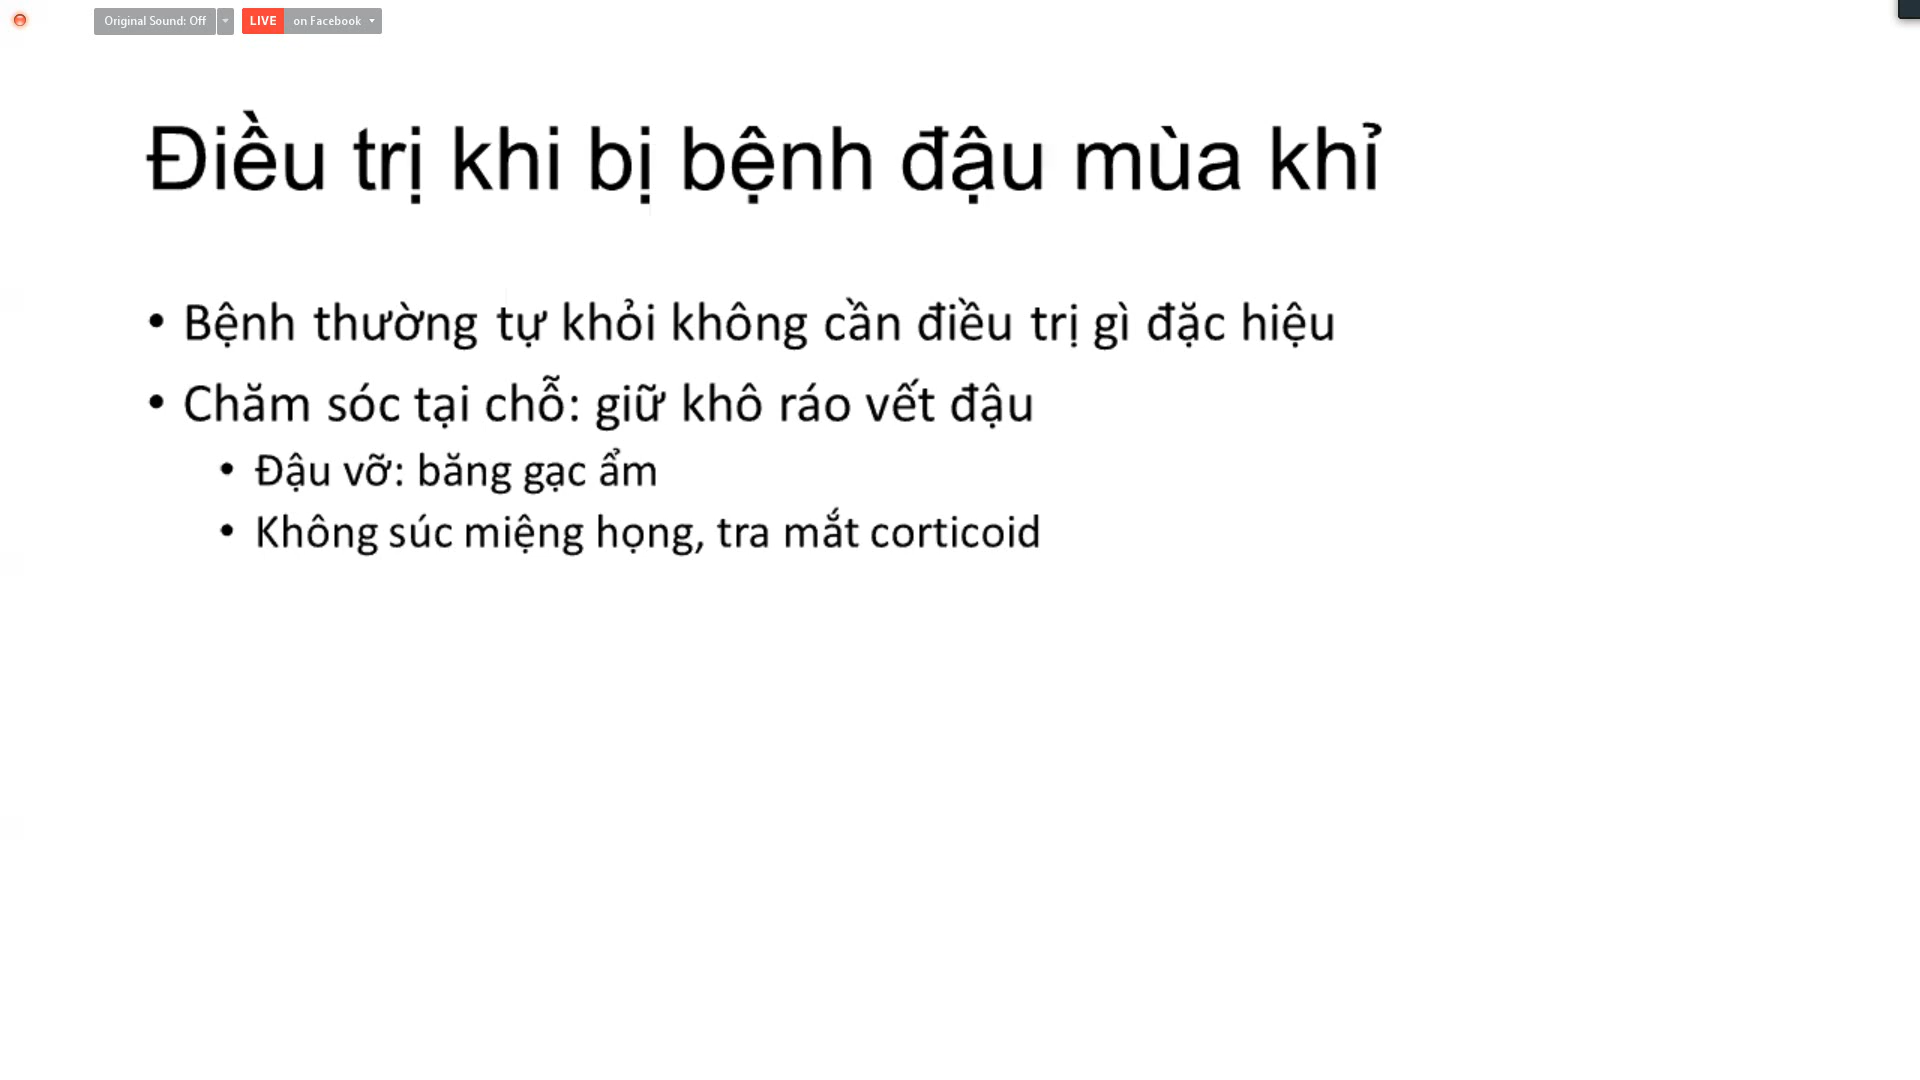 Original Sound: Off
LIVE on Facebook
Điều trị khi bị bệnh đậu mùa khỉ
• Bệnh thường tự khỏi không cần điều trị gì đặc hiệu
• Chăm sóc tại chỗ: giữ khô ráo vết đậu
• Đậu vỡ: băng gạc ẩm
• Không súc miệng họng, tra mắt corticoid